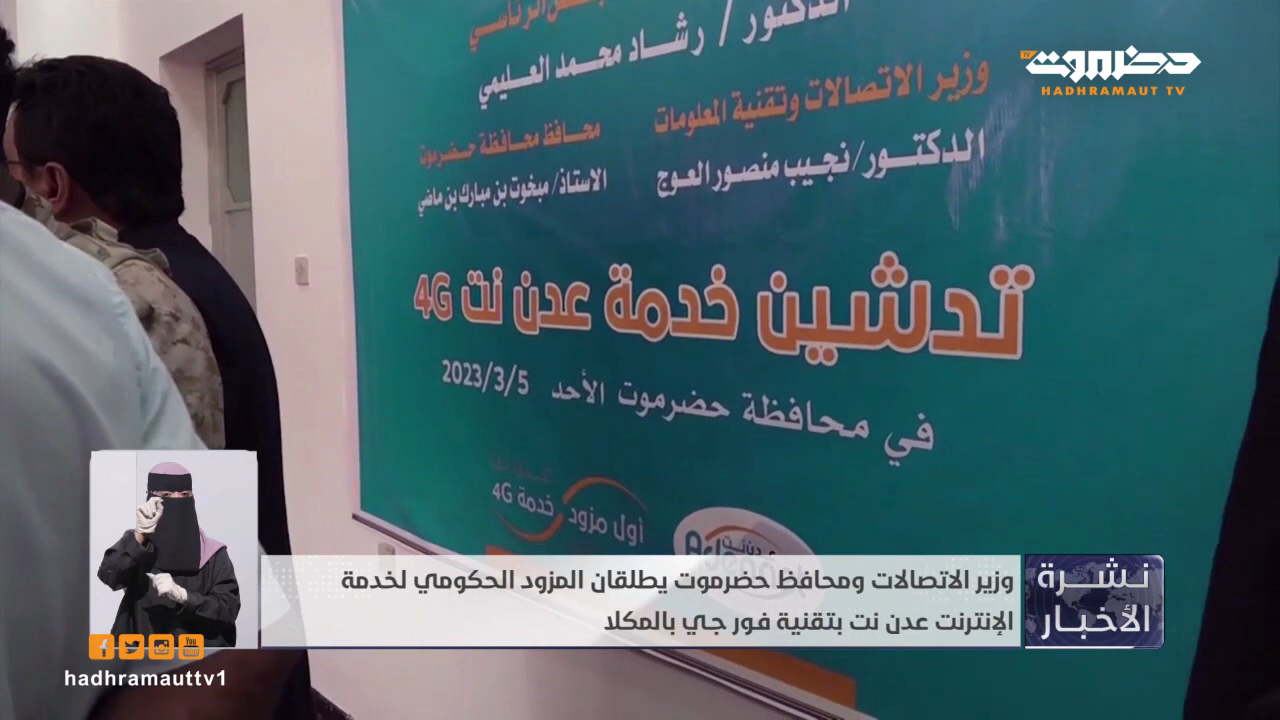 الدكتور / رشاد محمد العليمي
وزير الاتصالات وتقنية المعلومات
الدكتور/نجيب منصور العوج
محافظ محافظة حضرموت
الاستاذ/ مبخوت بن مبارك بن ماضي
تدشين خدمة عدن نت 4G
في محافظة حضرموت الأحد 2023/3/5
أول مزود خدمة 4G
حضرموت TV
HADHRAMAUT TV
نشرة
الأخبار
وزير الاتصالات ومحافظ حضرموت يطلقان المزود الحكومي لخدمة
الإنترنت عدن نت بتقنية فور جي بالمكلا
You
hadhramauttv1